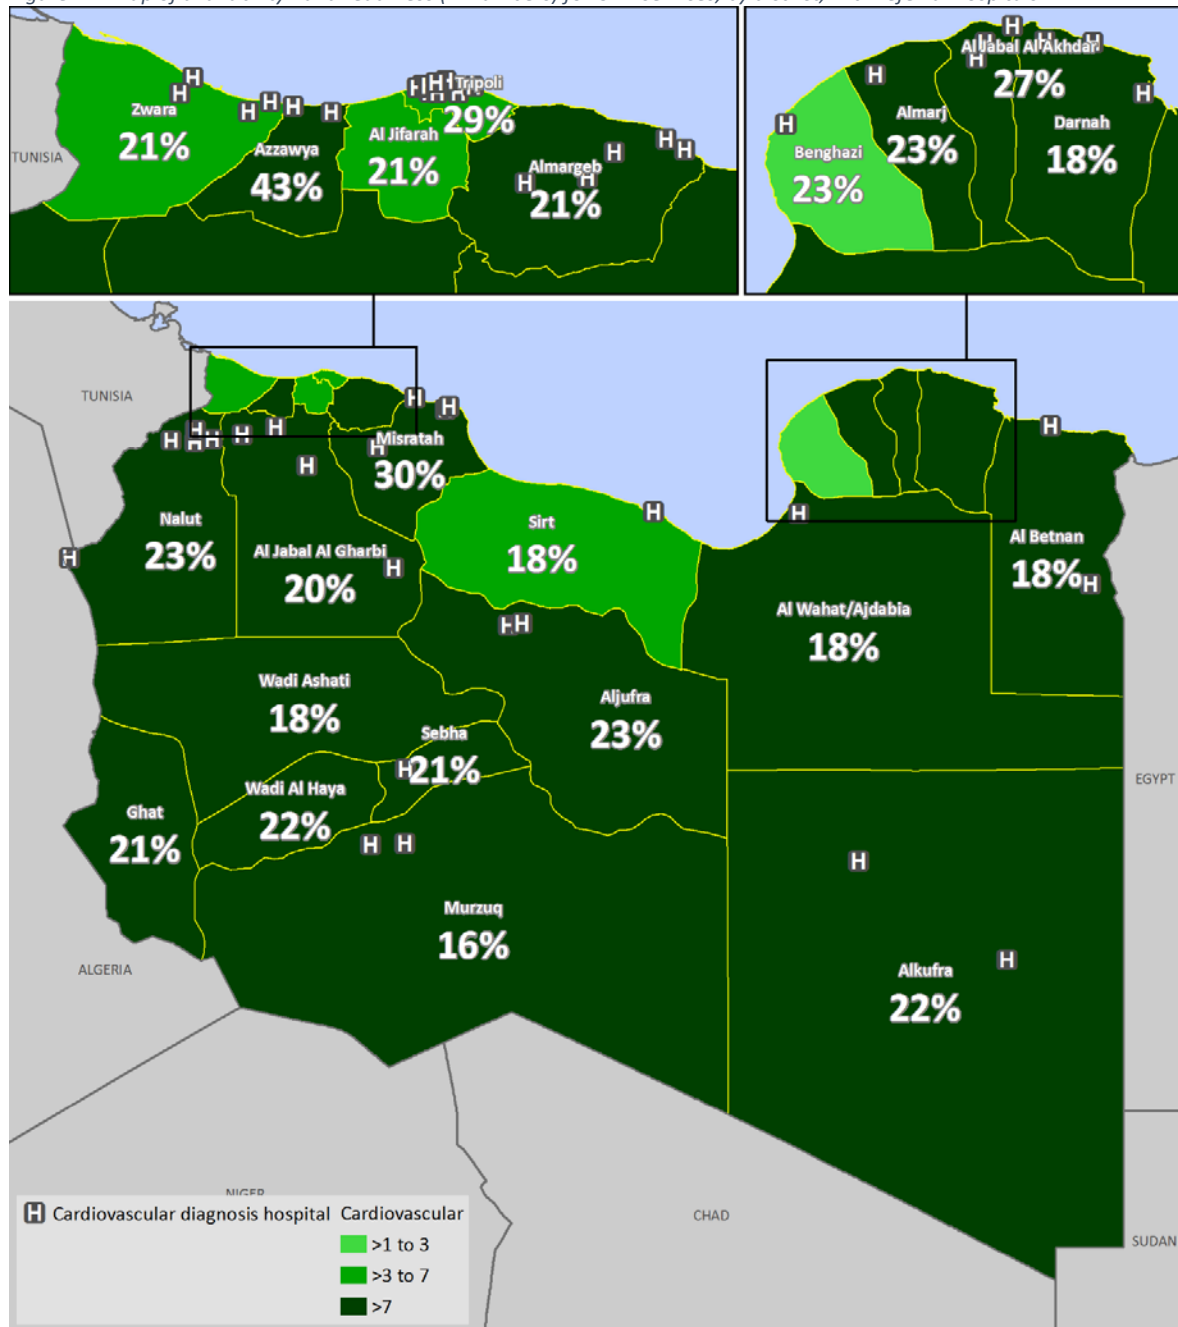 Zwara
21%
TUNISIA
Azzawya
43%
Al Jifarah
21%
Tripoli
29%
Almargeb
21%
Al Jabal Al Akhdar
27%
Almarj
23%
Darnah
18%
Benghazi
23%
TUNISIA
Misratah
30%
Nalut
23%
Al Jabal Al Gharbi
20%
Sirt
18%
Al Betnan
18%
Al Wahat/Ajdabia
18%
Wadi Ashati
18%
Aljufra
23%
Sebha
21%
Wadi Al Haya
22%
Ghat
21%
EGYPT
Murzuq
16%
Alkufra
22%
ALGERIA
NIGER
CHAD
SUDAN
H Cardiovascular diagnosis hospital
Cardiovascular
>1 to 3
>3 to 7
>7